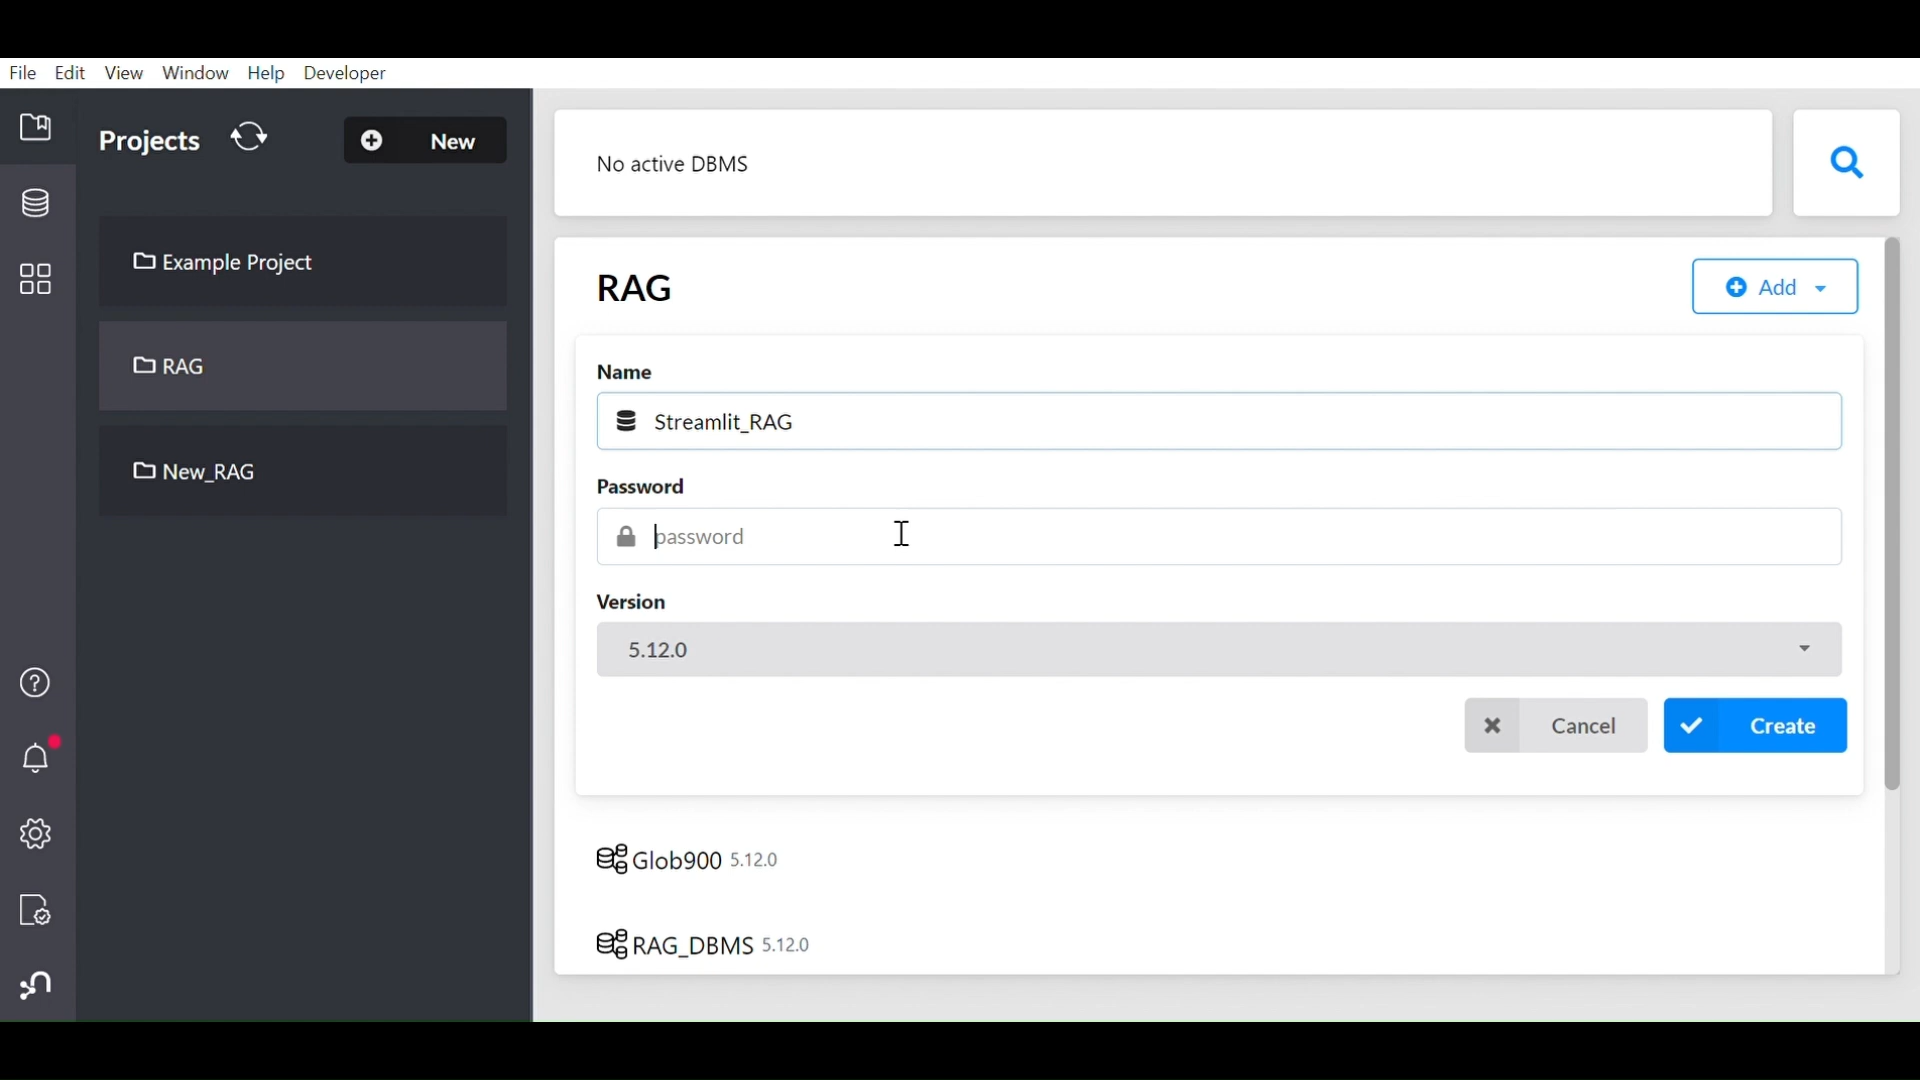 File Edit View Window Help Developer
Projects
New
Example Project
RAG
New_RAG
No active DBMS
RAG
Add
Name
Streamlit_RAG
Password
password
Version
5.12.0
Cancel
Create
Glob900 5.12.0
RAG_DBMS 5.12.0